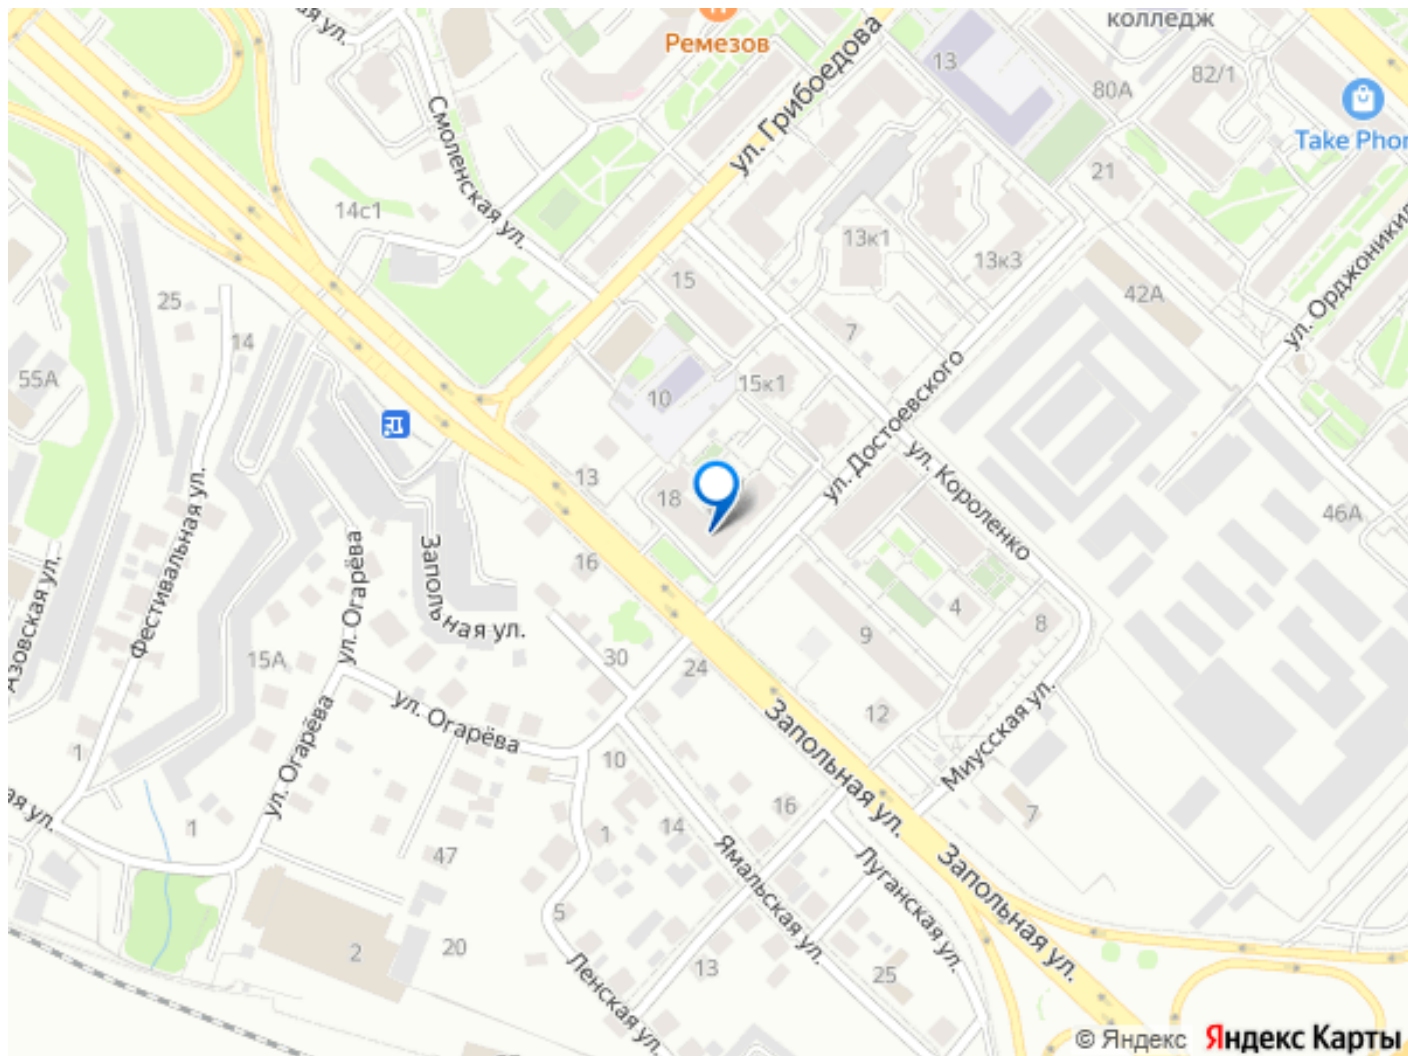 колледж
Ремезов
ул. Грибоедова
13
80А
82/1
Take Phon
Смоленская ул.
14с1
21
13к1
13к3
42А
ул. Орджоникид
15
7
25
14
55А
10
15к1
ул. Достоевского
ул. Короленко
13
18
46А
16
Фестивальная ул.
ул. Огарёва
Запольная ул.
Азовская ул.
4
8
9
30
24
15А
ул. Огарёва
12
Миусская ул.
Запольная ул.
ул. Огарёва
1
10
16
7
1
14
1
47
Ямальская ул.
Луганская ул.
Запольная ул.
5
20
2
13
25
Ленская ул.
© Яндекс Яндекс Карты